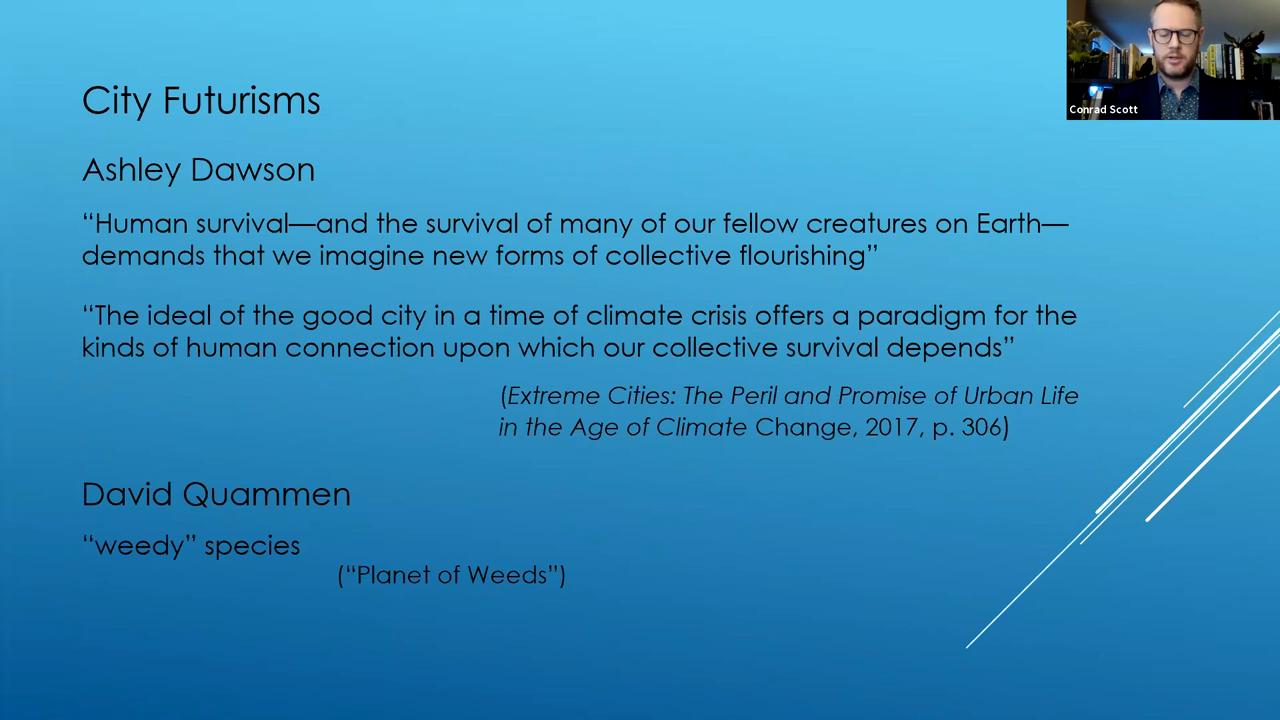 Conrad Scott
City Futurisms
Ashley Dawson
“Human survival—and the survival of many of our fellow creatures on Earth—
demands that we imagine new forms of collective flourishing”
“The ideal of the good city in a time of climate crisis offers a paradigm for the
kinds of human connection upon which our collective survival depends”
(Extreme Cities: The Peril and Promise of Urban Life
in the Age of Climate Change, 2017, p. 306)
David Quammen
“weedy” species
(“Planet of Weeds”)